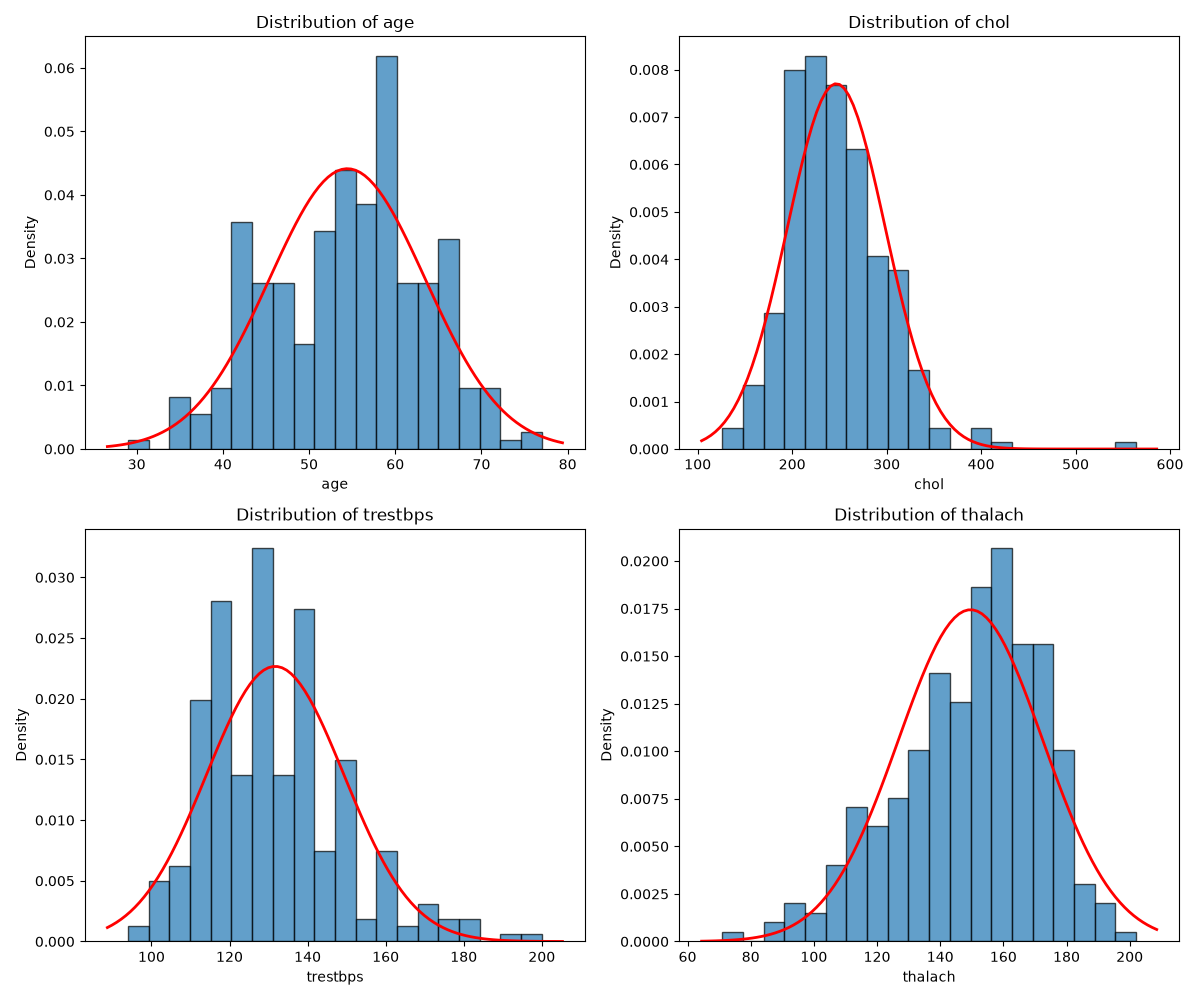 Distribution of age
Density
0.06
0.05
0.04
0.03
0.02
0.01
0.00
30 40 50 60 70 80
age
Distribution of chol
Density
0.008
0.007
0.006
0.005
0.004
0.003
0.002
0.001
0.000
100 200 300 400 500 600
chol
Distribution of trestbps
Density
0.030
0.025
0.020
0.015
0.010
0.005
0.000
100 120 140 160 180 200
trestbps
Distribution of thalach
Density
0.0200
0.0175
0.0150
0.0125
0.0100
0.0075
0.0050
0.0025
0.0000
60 80 100 120 140 160 180 200
thalach